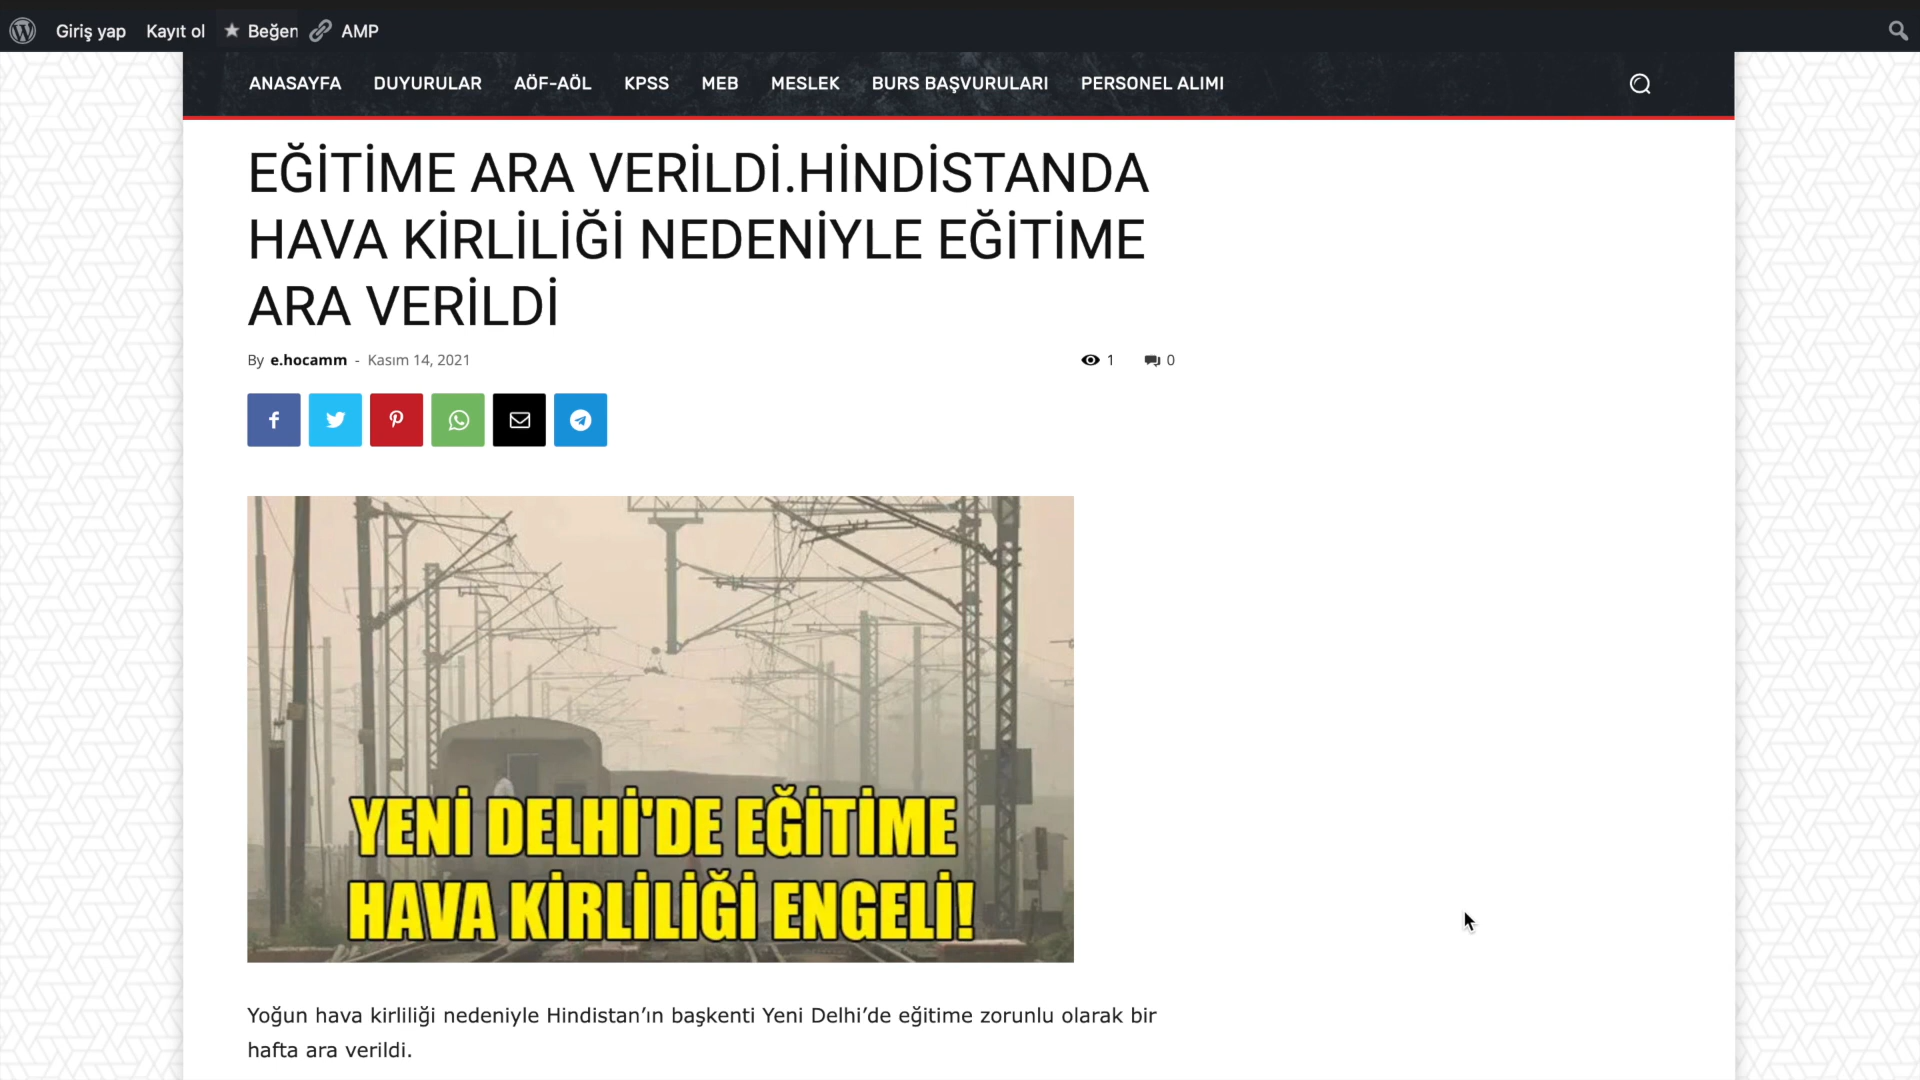 Giriş yap Kayıt ol Beğen AMP
ANASAYFA DUYURULAR AÖF-AÖL KPSS MEB MESLEK BURS BAŞVURULARI PERSONEL ALIMI
EĞİTİME ARA VERİLDİ.HİNDİSTANDA
HAVA KİRLİLİĞİ NEDENİYLE EĞİTİME
ARA VERİLDİ
By e.hocamm - Kasım 14, 2021 1 0
YENİ DELHİ'DE EĞİTİME
HAVA KİRLİLİĞİ ENGELİ!
Yoğun hava kirliliği nedeniyle Hindistan’ın başkenti Yeni Delhi’de eğitime zorunlu olarak bir
hafta ara verildi.